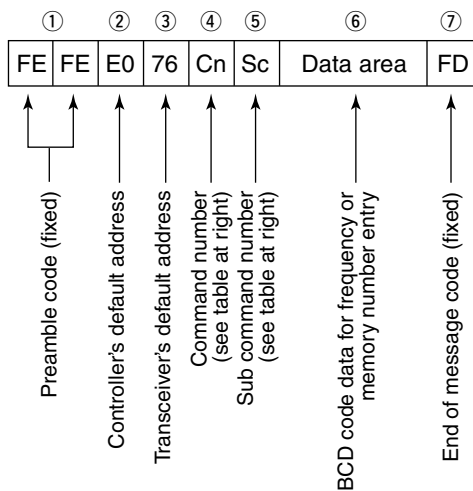 ① ② ③ ④ ⑤ ⑥ ⑦
FE FE E0 76 Cn Sc Data area FD
Preamble code (fixed)
Controller's default address
Transceiver's default address
Command number
(see table at right)
Sub command number
(see table at right)
BCD code data for frequency or
memory number entry
End of message code (fixed)